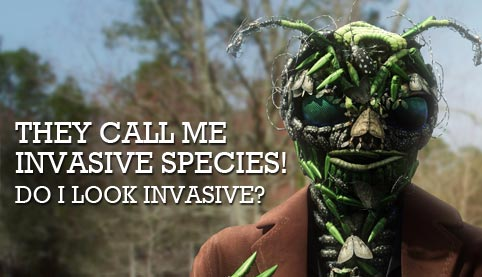 THEY CALL ME
INVASIVE SPECIES!
DO I LOOK INVASIVE?